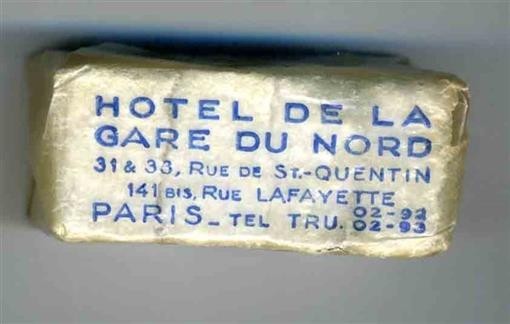 HOTEL DE LA
GARE DU NORD
31 & 33, RUE DE ST.-QUENTIN
141 BIS, RUE LAFAYETTE
PARIS_ TEL TRU. 02-92
02-93